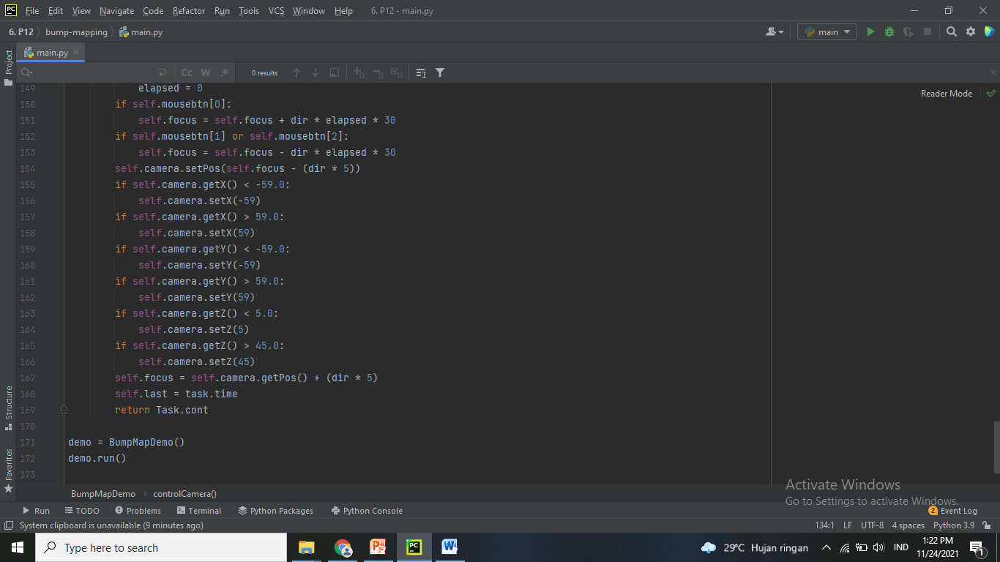 PC File Edit View Navigate Code Refactor Run Tools VCS Window Help 6. P12 - main.py
6. P12 bump-mapping main.py main
Project
main.py
Cc W .* 0 results
Reader Mode
149 elapsed = 0
150 if self.mousebtn[0]:
151 self.focus = self.focus + dir * elapsed * 30
152 if self.mousebtn[1] or self.mousebtn[2]:
153 self.focus = self.focus - dir * elapsed * 30
154 self.camera.setPos(self.focus - (dir * 5))
155 if self.camera.getX() < -59.0:
156 self.camera.setX(-59)
157 if self.camera.getX() > 59.0:
158 self.camera.setX(59)
159 if self.camera.getY() < -59.0:
160 self.camera.setY(-59)
161 if self.camera.getY() > 59.0:
162 self.camera.setY(59)
163 if self.camera.getZ() < 5.0:
164 self.camera.setZ(5)
165 if self.camera.getZ() > 45.0:
166 self.camera.setZ(45)
167 self.focus = self.camera.getPos() + (dir * 5)
168 self.last = task.time
169 return Task.cont
170
171 demo = BumpMapDemo()
172 demo.run()
173
Structure
Favorites
Activate Windows
Go to Settings to activate Windows.
BumpMapDemo controlCamera()
Run TODO Problems Terminal Python Packages Python Console 2 Event Log
System clipboard is unavailable (9 minutes ago) 134:1 LF UTF-8 4 spaces Python 3.9
Type here to search PC W 29°C Hujan ringan IND 1:22 PM
11/24/2021 1